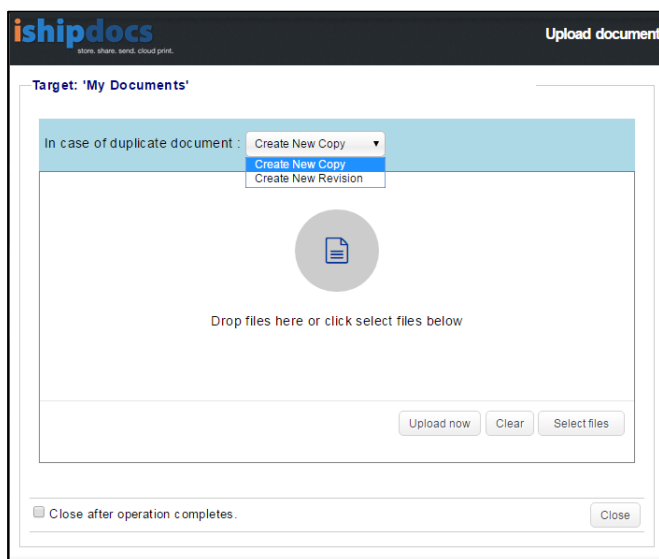 ishipdocs
store. share. send. cloud print.
Upload document
Target: 'My Documents'
In case of duplicate document : Create New Copy
Create New Copy
Create New Revision
Drop files here or click select files below
Upload now Clear Select files
Close after operation completes. Close